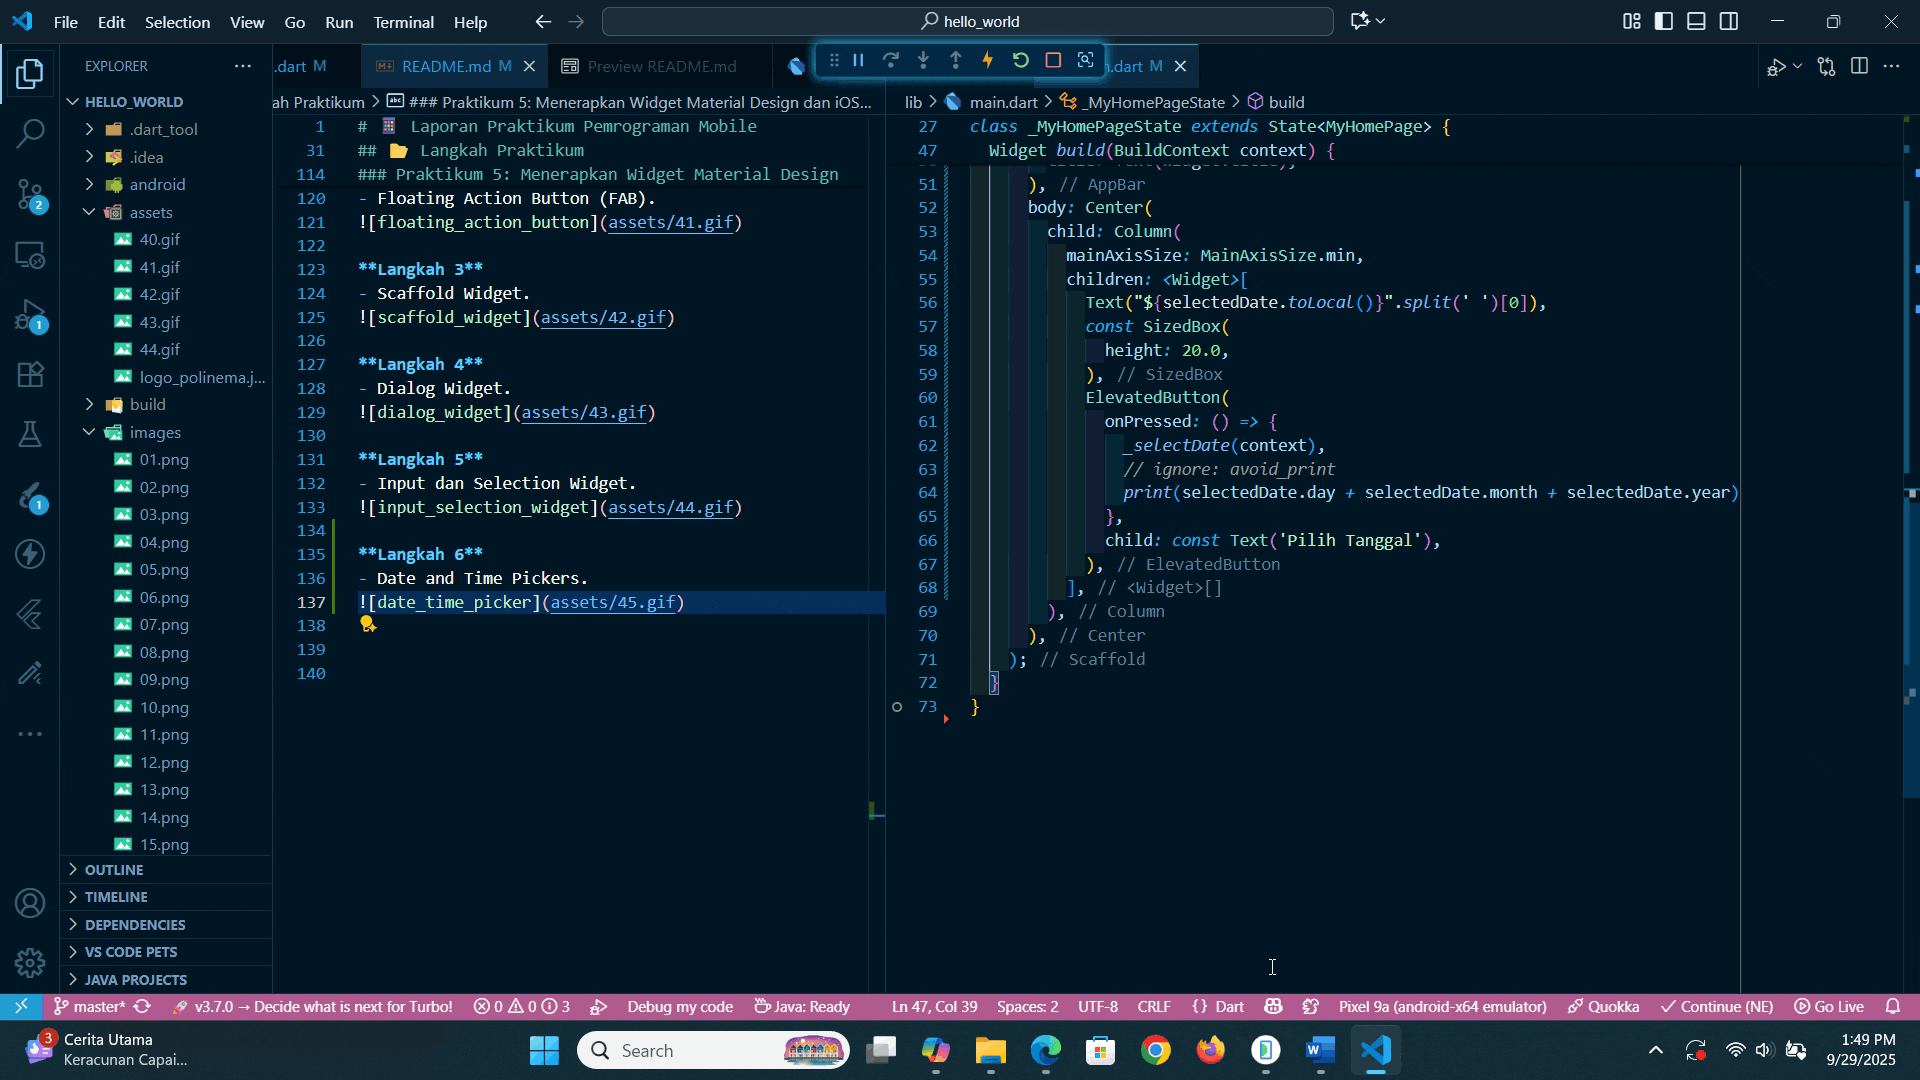 File Edit Selection View Go Run Terminal Help
hello_world
EXPLORER
HELLO_WORLD
.dart_tool
.idea
android
assets
40.gif
41.gif
42.gif
43.gif
44.gif
logo_polinema.j...
build
images
01.png
02.png
03.png
04.png
05.png
06.png
07.png
08.png
09.png
10.png
11.png
12.png
13.png
14.png
15.png
OUTLINE
TIMELINE
DEPENDENCIES
VS CODE PETS
JAVA PROJECTS
2
1
1
.dart M
README.md M
Preview README.md
ah Praktikum > ### Praktikum 5: Menerapkan Widget Material Design dan iOS...
1 # Laporan Praktikum Pemrograman Mobile
31 ## Langkah Praktikum
114 ### Praktikum 5: Menerapkan Widget Material Design
120 - Floating Action Button (FAB).
121 ![floating_action_button](assets/41.gif)
122
123 **Langkah 3**
124 - Scaffold Widget.
125 ![scaffold_widget](assets/42.gif)
126
127 **Langkah 4**
128 - Dialog Widget.
129 ![dialog_widget](assets/43.gif)
130
131 **Langkah 5**
132 - Input dan Selection Widget.
133 ![input_selection_widget](assets/44.gif)
134
135 **Langkah 6**
136 - Date and Time Pickers.
137 ![date_time_picker](assets/45.gif)
138
139
140
.dart M
lib > main.dart > _MyHomePageState > build
27 class _MyHomePageState extends State<MyHomePage> {
47 Widget build(BuildContext context) {
51 ), // AppBar
52 body: Center(
53 child: Column(
54 mainAxisSize: MainAxisSize.min,
55 children: <Widget>[
56 Text("${selectedDate.toLocal()}".split(' ')[0]),
57 const SizedBox(
58 height: 20.0,
59 ), // SizedBox
60 ElevatedButton(
61 onPressed: () => {
62 _selectDate(context),
63 // ignore: avoid_print
64 print(selectedDate.day + selectedDate.month + selectedDate.year)
65 },
66 child: const Text('Pilih Tanggal'),
67 ), // ElevatedButton
68 ], // <Widget>[]
69 ), // Column
70 ), // Center
71 ); // Scaffold
72 }
73 }
master* v3.7.0 → Decide what is next for Turbo! 0 0 3 Debug my code Java: Ready Ln 47, Col 39 Spaces: 2 UTF-8 CRLF {} Dart Pixel 9a (android-x64 emulator) Quokka Continue (NE) Go Live
3
Cerita Utama
Keracunan Capai...
Search
1:49 PM
9/29/2025